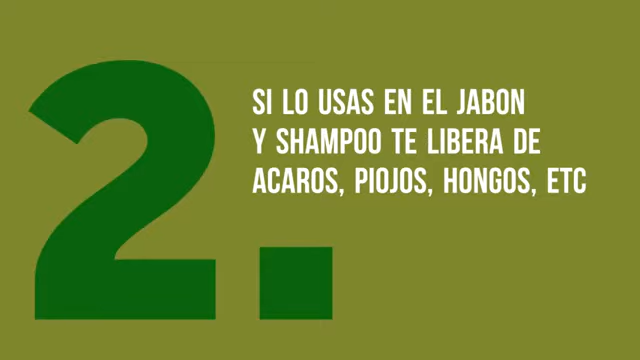 2.
SI LO USAS EN EL JABON
Y SHAMPOO TE LIBERA DE
ACAROS, PIOJOS, HONGOS, ETC